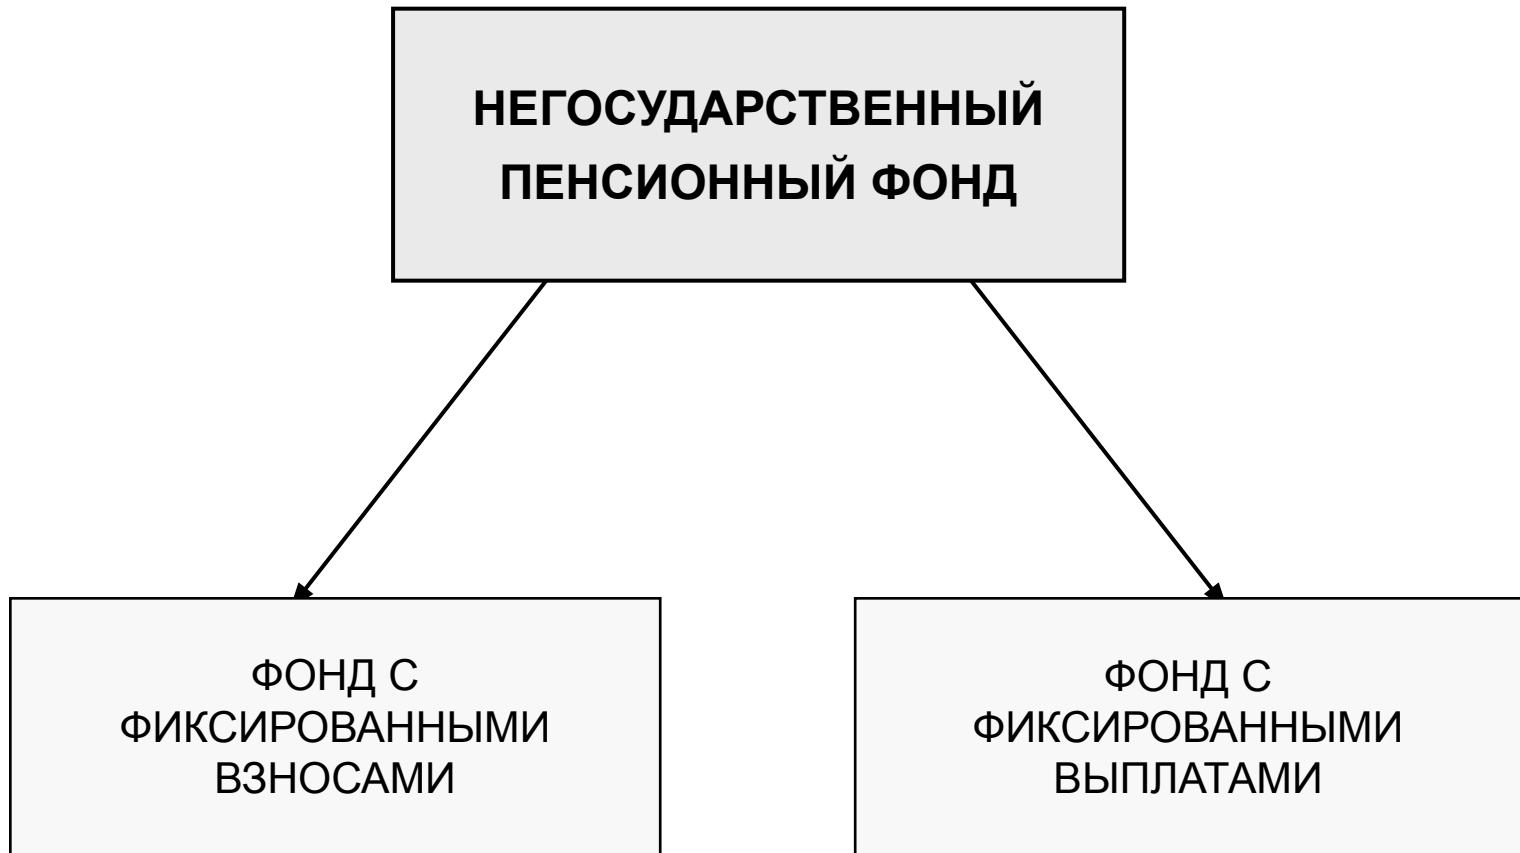 НЕГОСУДАРСТВЕННЫЙ
ПЕНСИОННЫЙ ФОНД
ФОНД С
ФИКСИРОВАННЫМИ
ВЗНОСАМИ
ФОНД С
ФИКСИРОВАННЫМИ
ВЫПЛАТАМИ